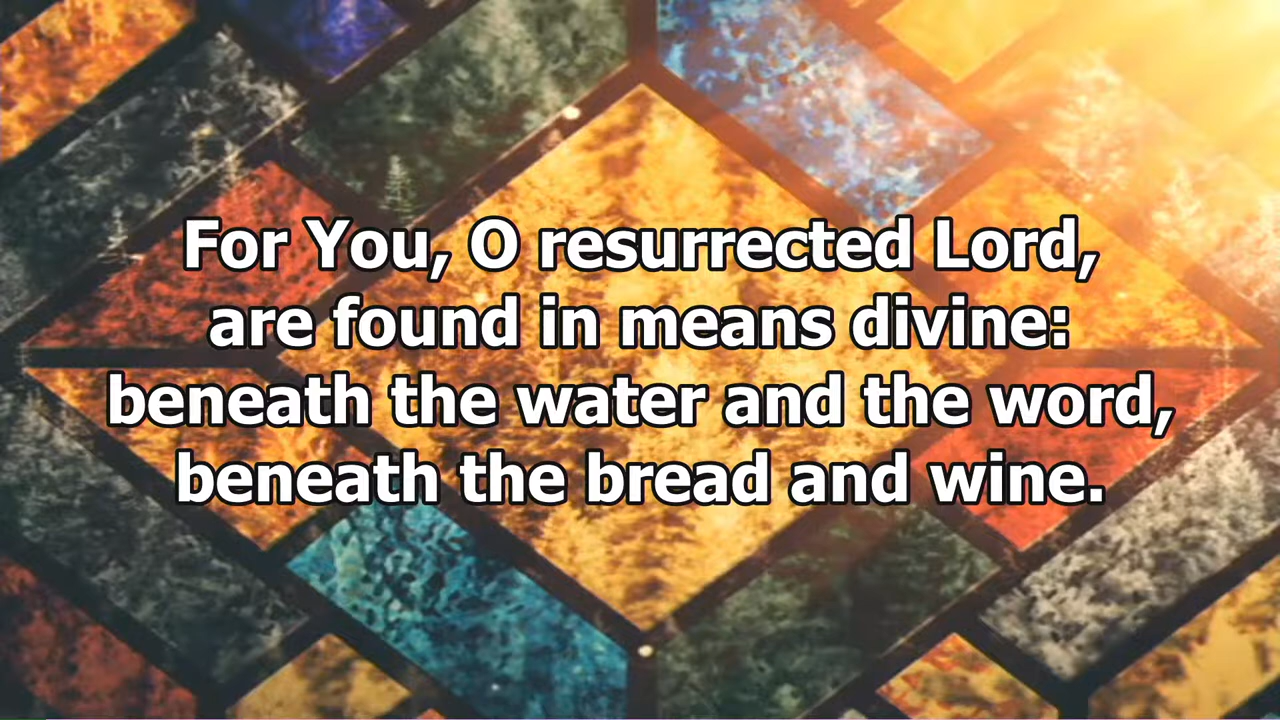 For You, O resurrected Lord,
are found in means divine:
beneath the water and the word,
beneath the bread and wine.